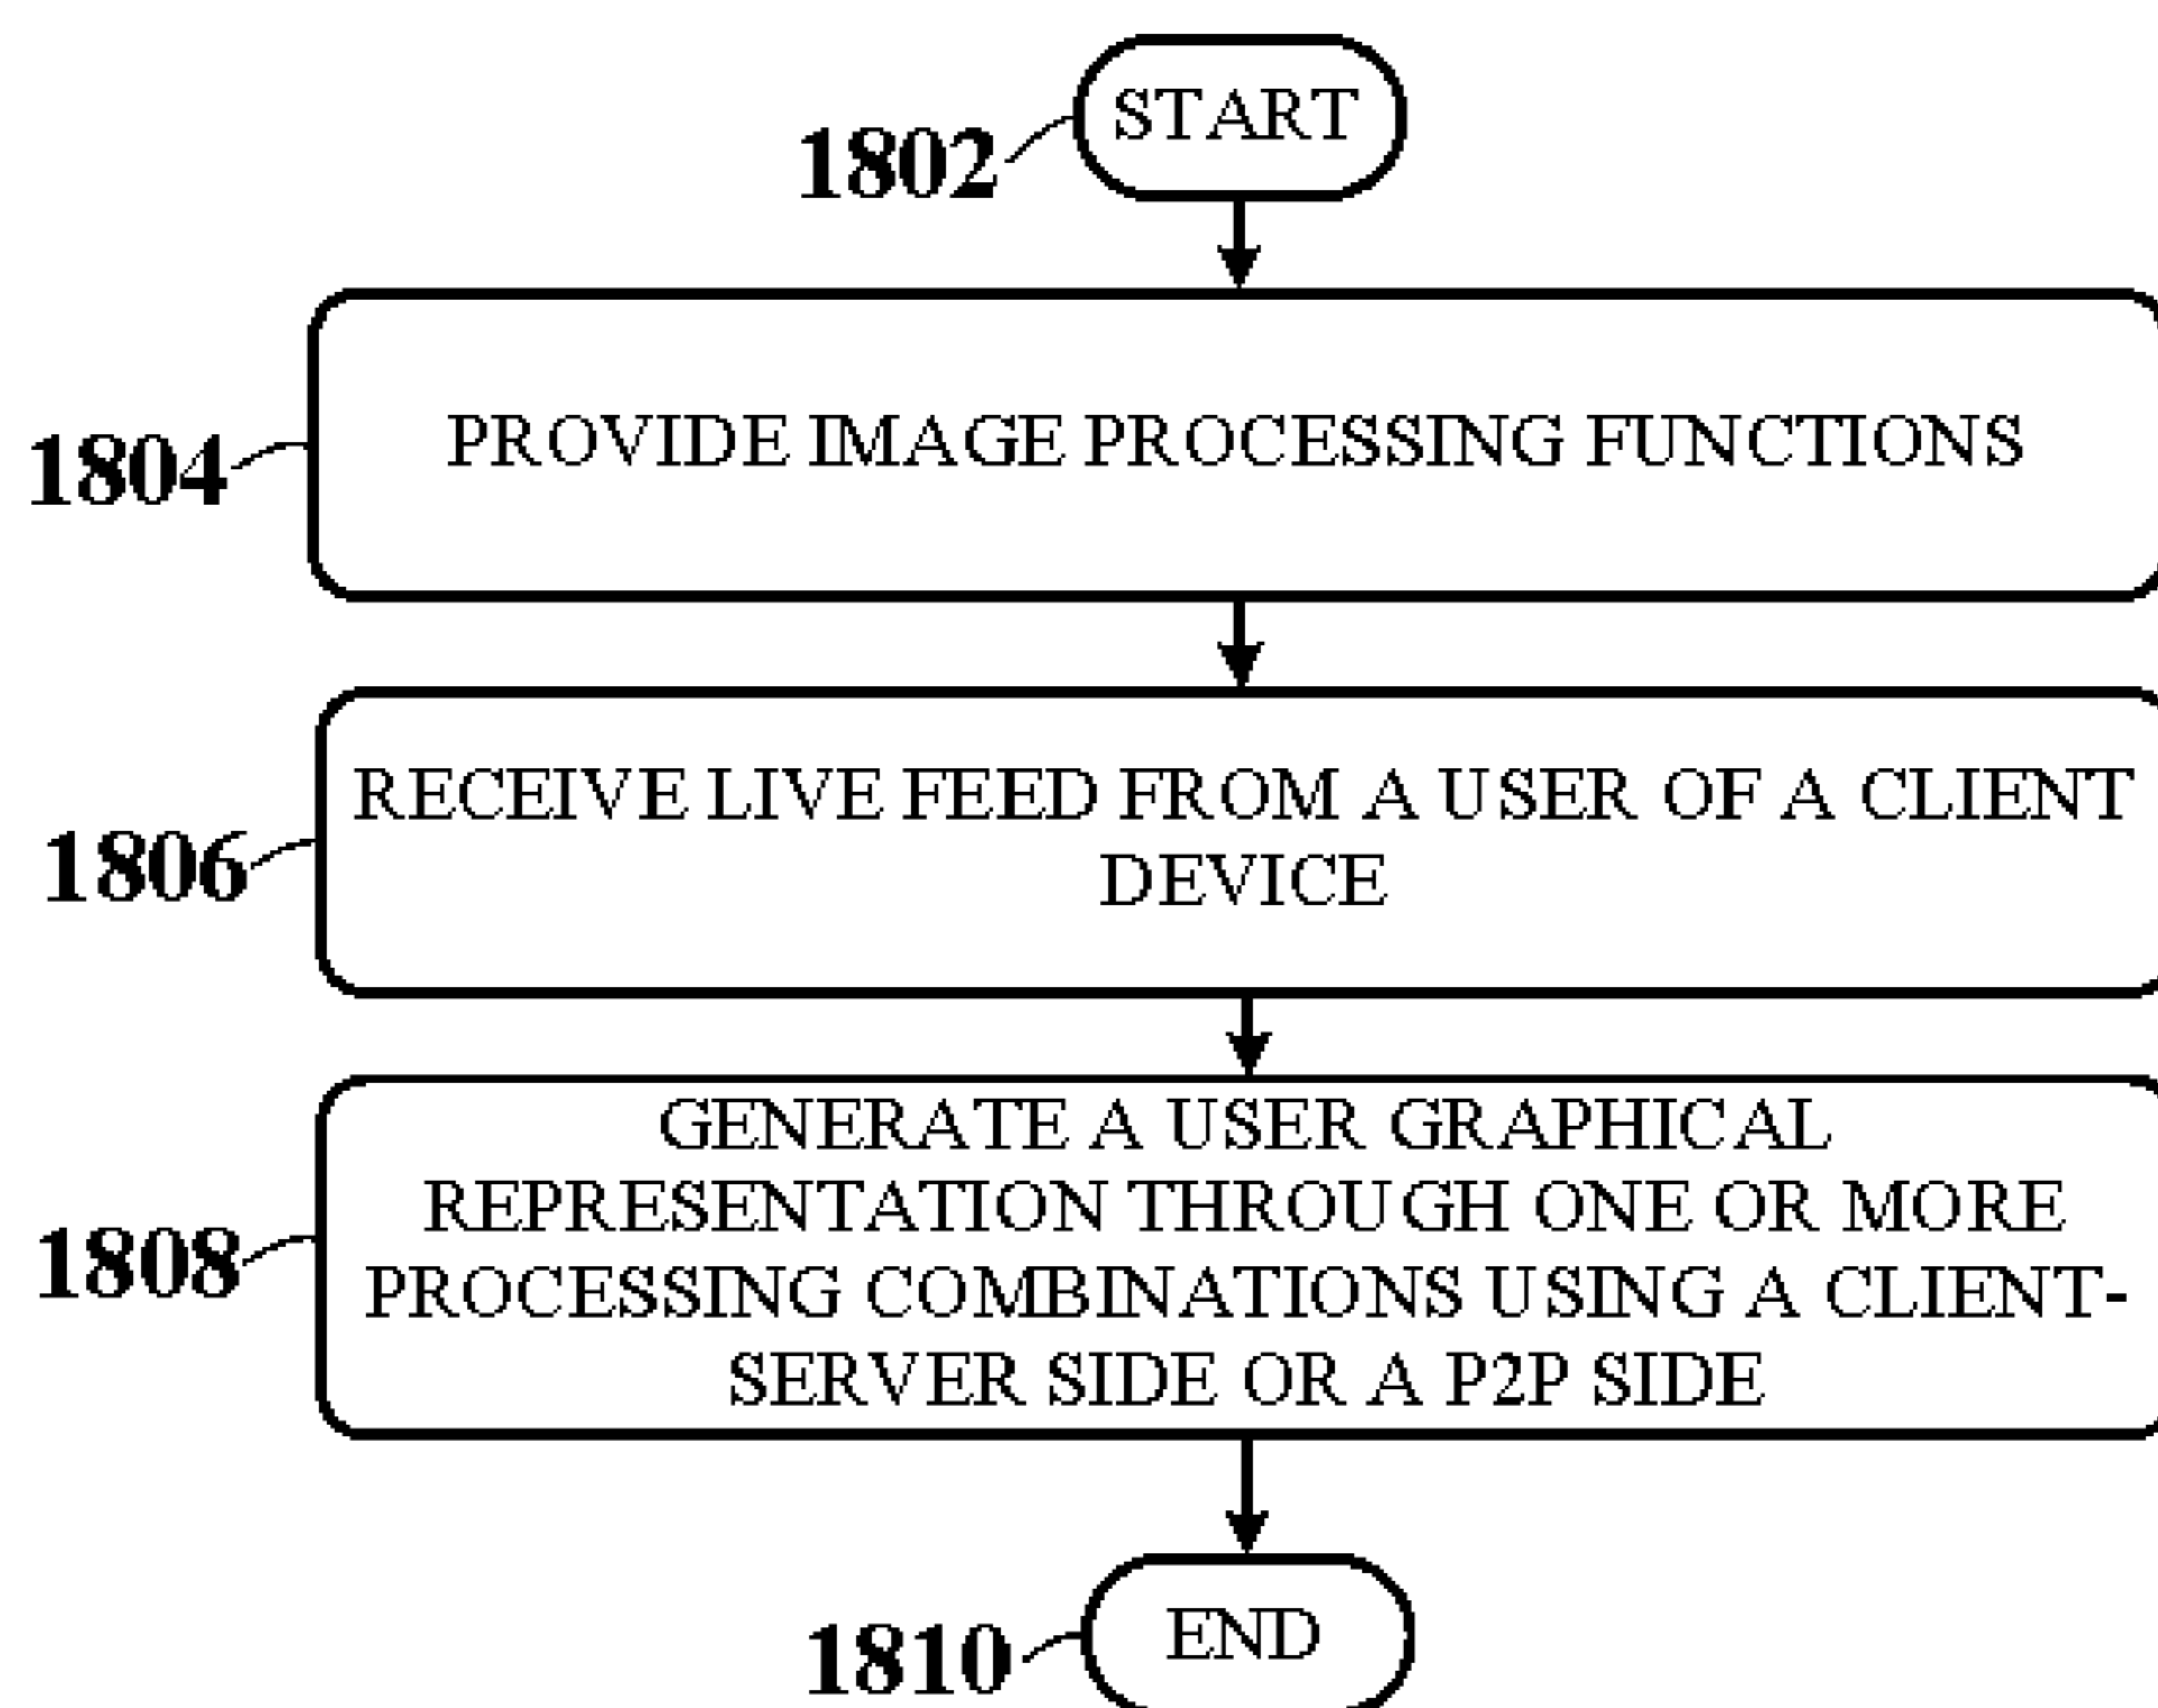 START
1802
PROVIDE IMAGE PROCESSING FUNCTIONS
1804
RECEIVE LIVE FEED FROM A USER OF A CLIENT
DEVICE
1806
GENERATE A USER GRAPHICAL
REPRESENTATION THROUGH ONE OR MORE
PROCESSING COMBINATIONS USING A CLIENT-
SERVER SIDE OR A P2P SIDE
1808
END
1810